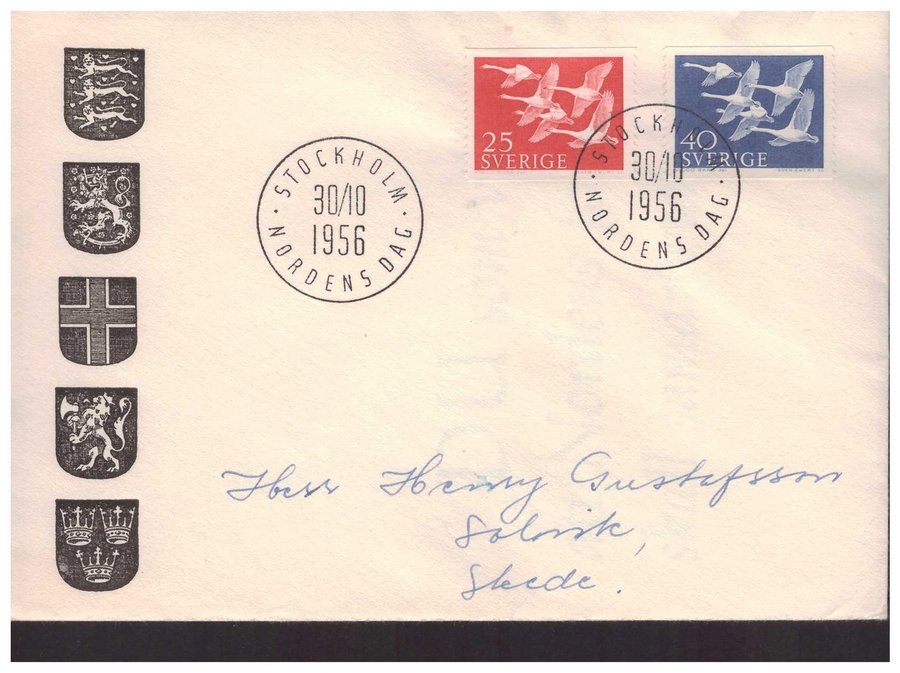 25
SVERIGE
40
SVERIGE
STOCKHOLM
30/10
1956
NORDENS DAG
STOCKHOLM
30/10
1956
NORDENS DAG
Herr Henry Gustafsson
Solvik,
Skede.